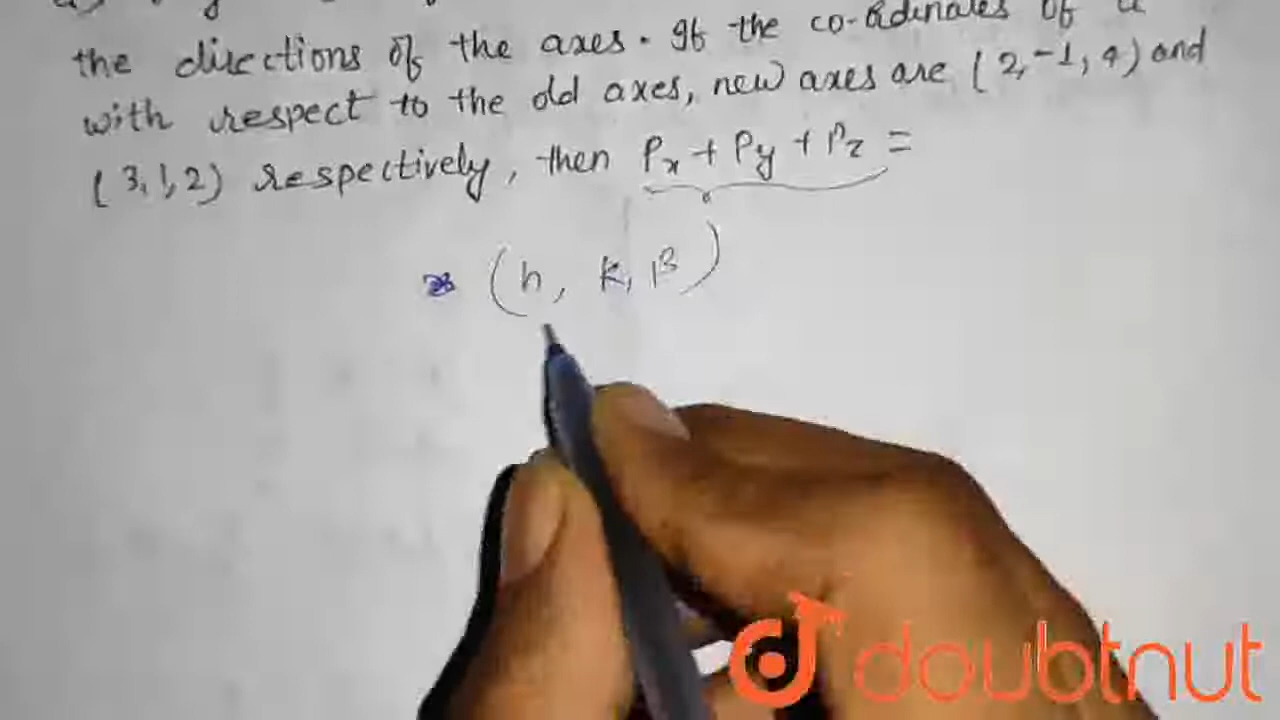 the directions of the axes. If the co-ordinates of a
with respect to the old axes, new axes are (2,-1,4) and
(3,1,2) respectively, then Px + Py + Pz =
(h, k, β)
doubtnut